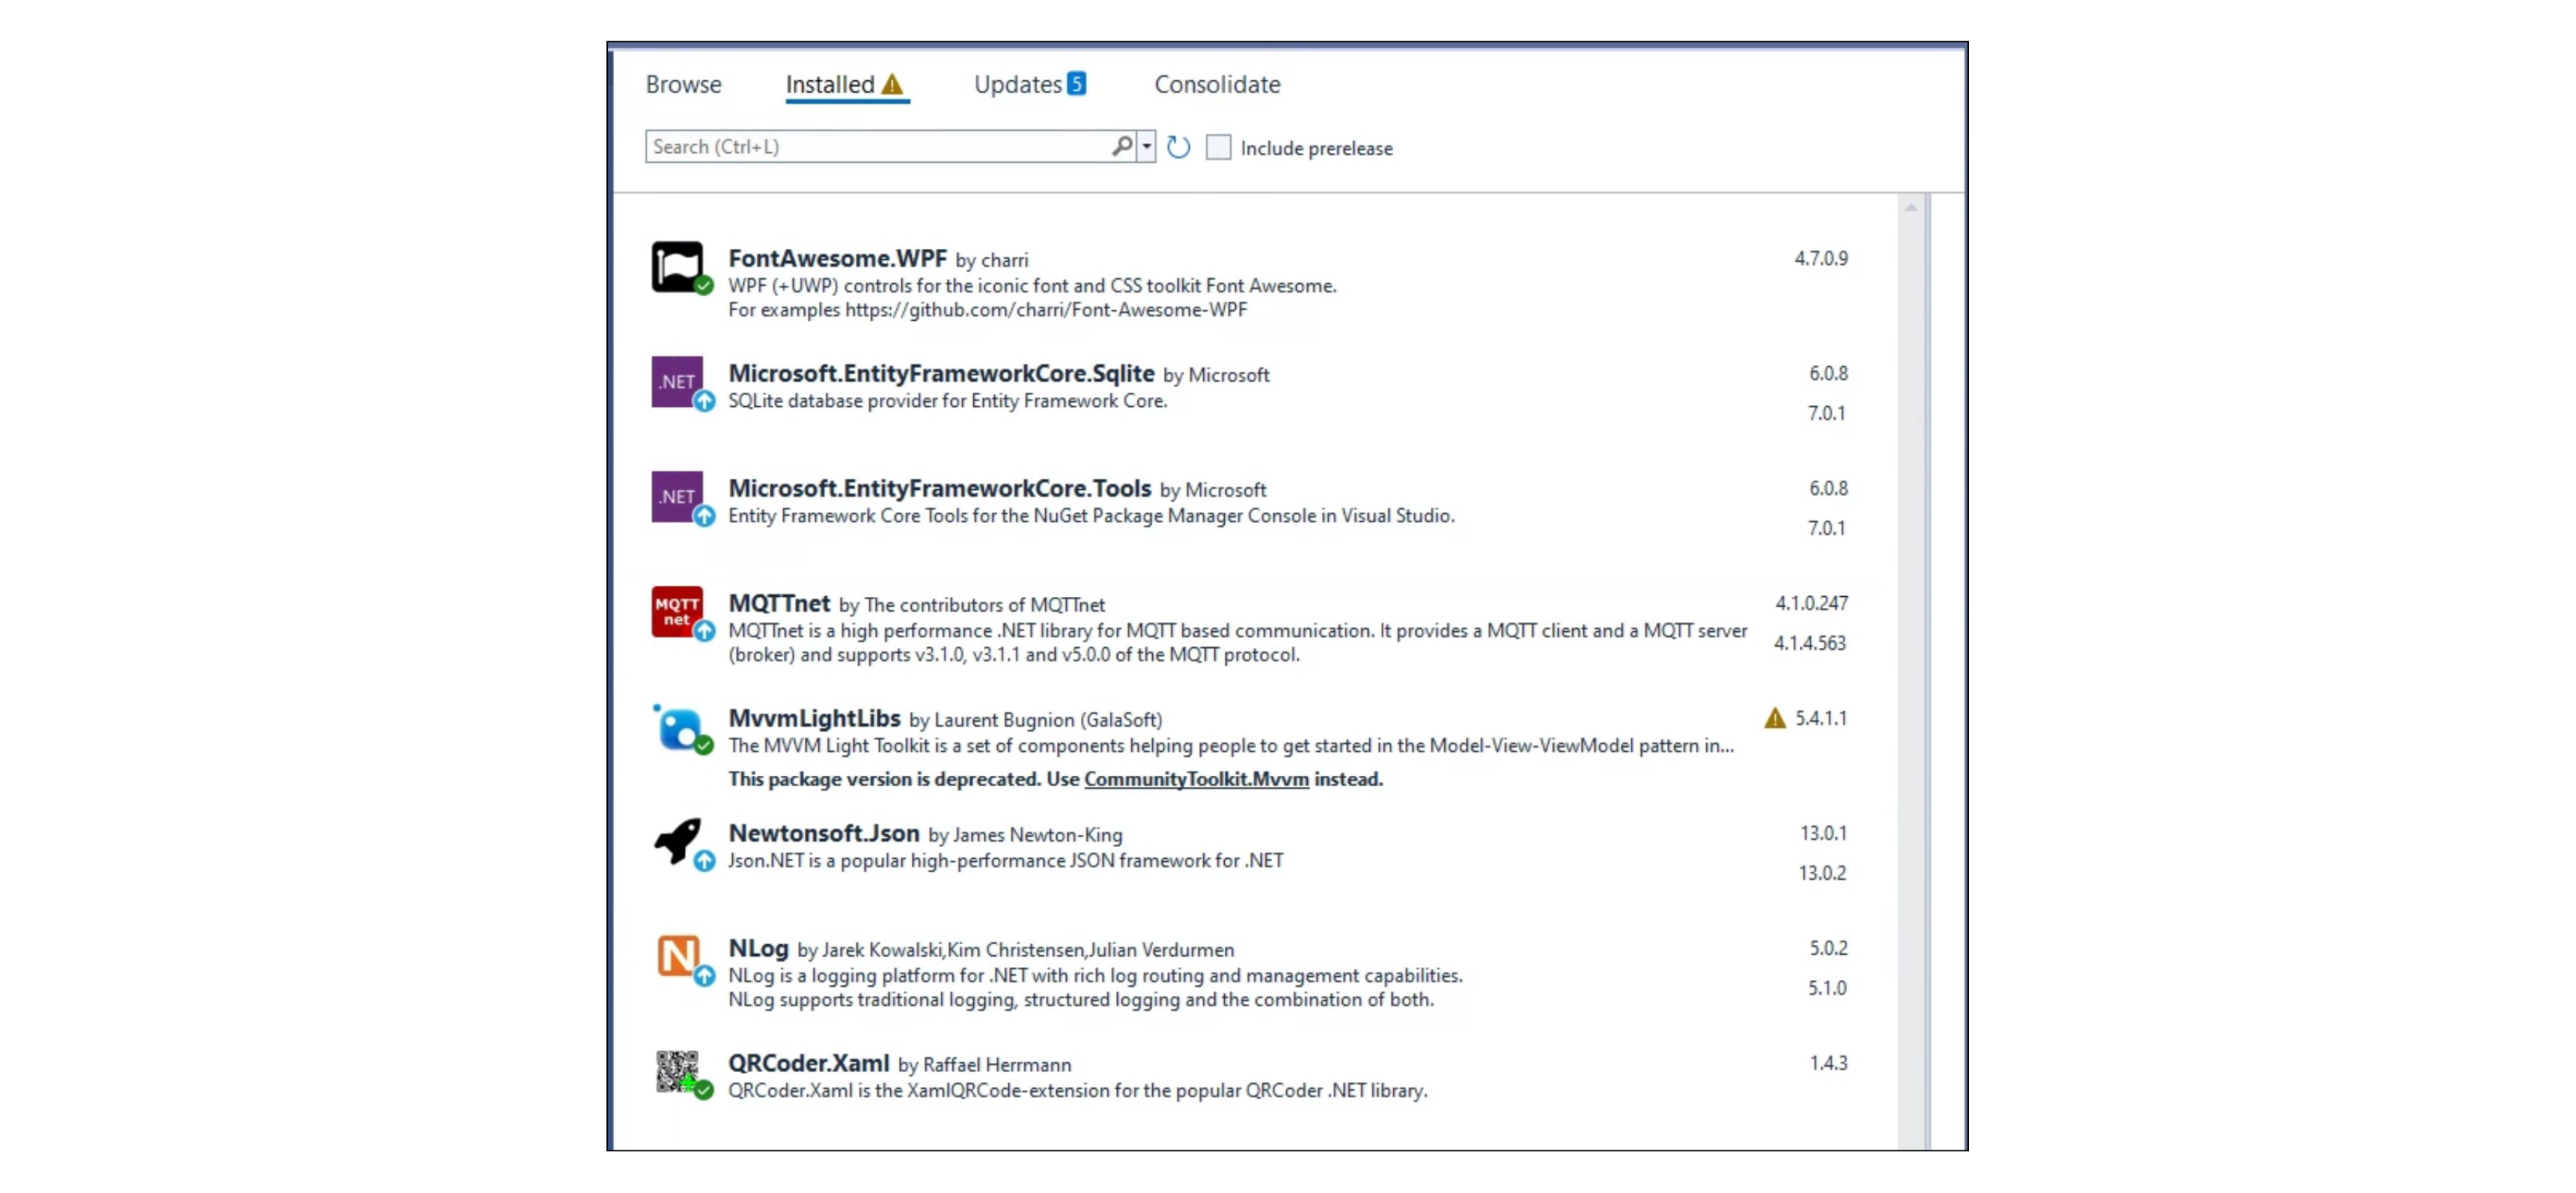 Browse Installed Updates 5 Consolidate
Search (Ctrl+L) Include prerelease
FontAwesome.WPF by charri 4.7.0.9
WPF (+UWP) controls for the iconic font and CSS toolkit Font Awesome.
For examples https://github.com/charri/Font-Awesome-WPF
.NET Microsoft.EntityFrameworkCore.Sqlite by Microsoft 6.0.8
SQLite database provider for Entity Framework Core.
7.0.1
.NET Microsoft.EntityFrameworkCore.Tools by Microsoft 6.0.8
Entity Framework Core Tools for the NuGet Package Manager Console in Visual Studio.
7.0.1
MQTT
net
MQTTnet by The contributors of MQTTnet 4.1.0.247
MQTTnet is a high performance .NET library for MQTT based communication. It provides a MQTT client and a MQTT server
4.1.4.563
(broker) and supports v3.1.0, v3.1.1 and v5.0.0 of the MQTT protocol.
MvvmLightLibs by Laurent Bugnion (GalaSoft) 5.4.1.1
The MVVM Light Toolkit is a set of components helping people to get started in the Model-View-ViewModel pattern in...
This package version is deprecated. Use CommunityToolkit.Mvvm instead.
Newtonsoft.Json by James Newton-King 13.0.1
Json.NET is a popular high-performance JSON framework for .NET
13.0.2
N NLog by Jarek Kowalski,Kim Christensen,Julian Verdurmen 5.0.2
NLog is a logging platform for .NET with rich log routing and management capabilities.
5.1.0
NLog supports traditional logging, structured logging and the combination of both.
QRCoder.Xaml by Raffael Herrmann 1.4.3
QRCoder.Xaml is the XamlQRCode-extension for the popular QRCoder .NET library.